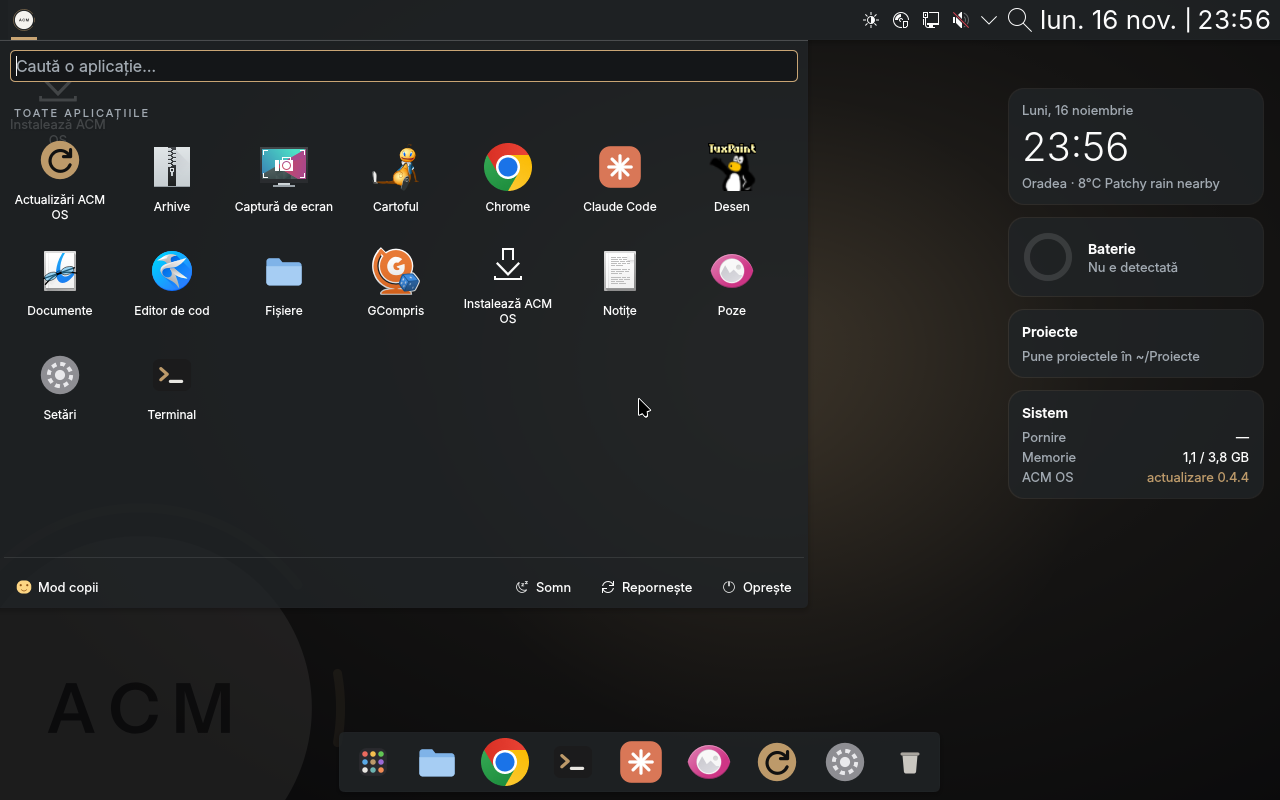 ACM
lun. 16 nov. | 23:56
Caută o aplicație...
TOATE APLICAȚIILE
Instalează ACM
OS
Actualizări ACM
OS
Arhive
Captură de ecran
Cartoful
Chrome
Claude Code
TuxPaint
Desen
Documente
Editor de cod
Fișiere
G
GCompris
Instalează ACM
OS
Notițe
Poze
Setări
Terminal
Mod copii
Somn
Repornește
Oprește
Luni, 16 noiembrie
23:56
Oradea · 8°C Patchy rain nearby
Baterie
Nu e detectată
Proiecte
Pune proiectele în ~/Proiecte
Sistem
Pornire —
Memorie 1,1 / 3,8 GB
ACM OS actualizare 0.4.4
ACM